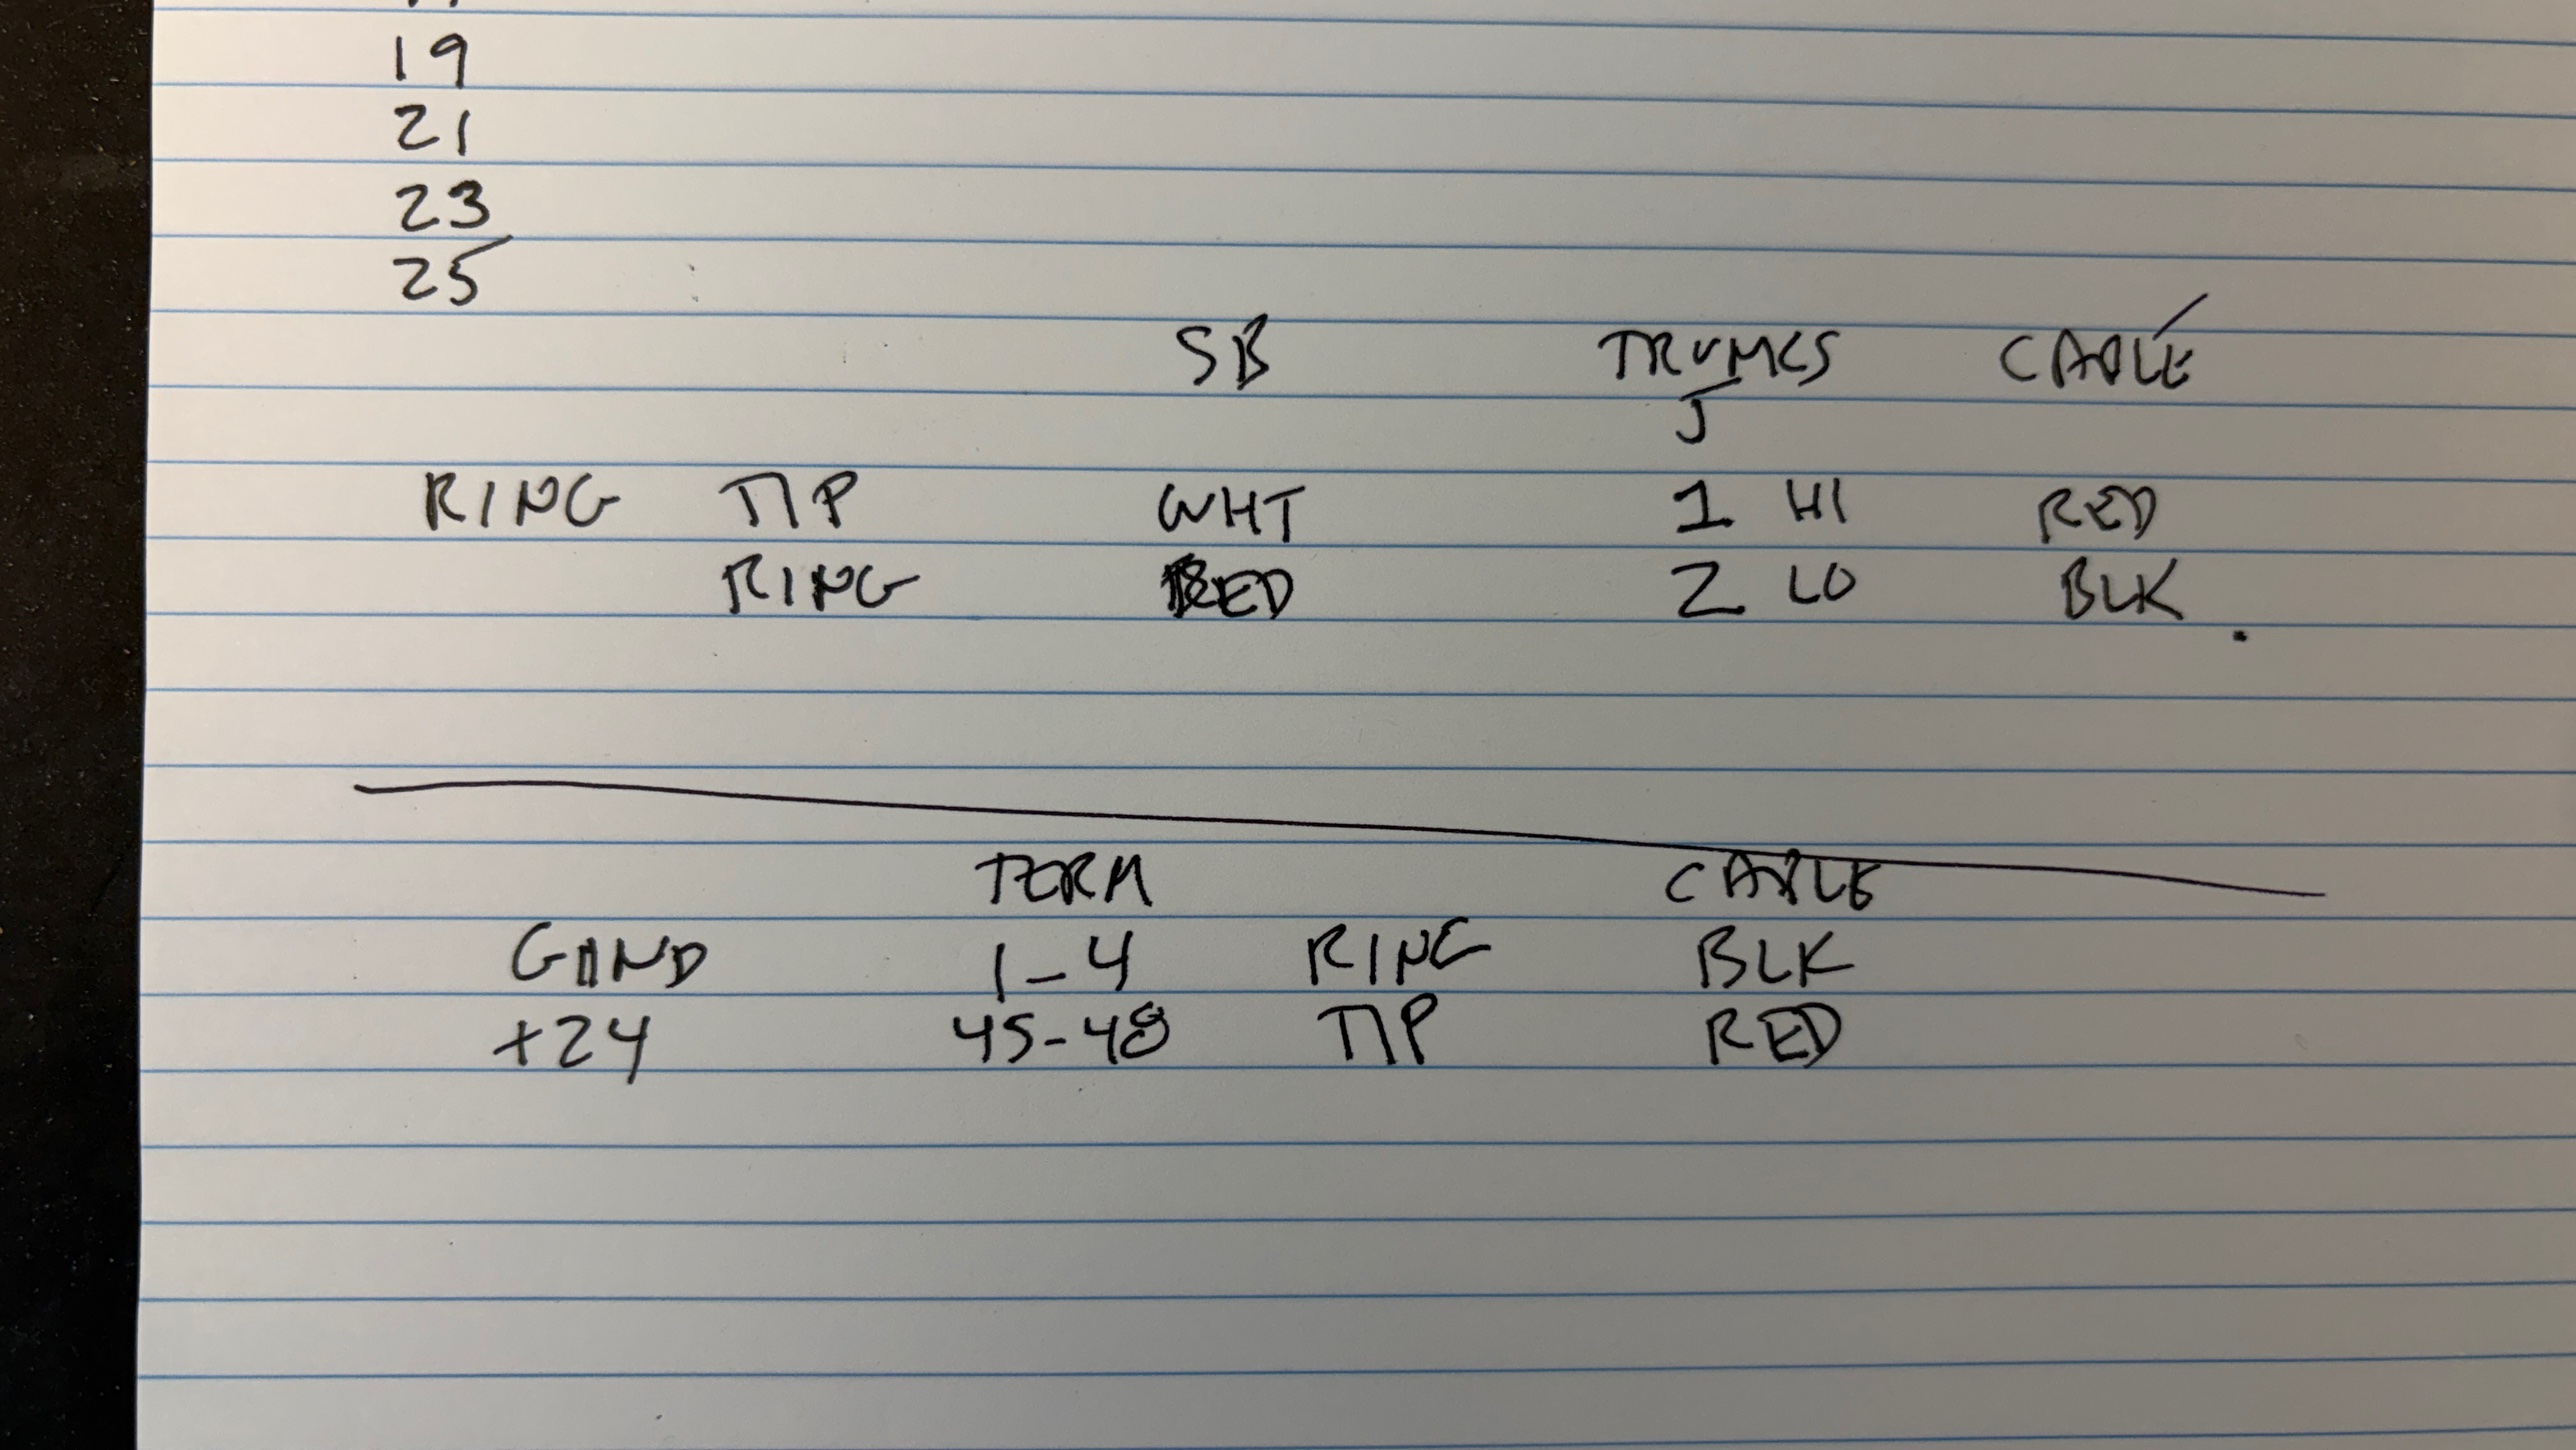 19
21
23
25
SB TRUNKS CABLE
J
RING TIP WHT 1 HI RED
RING RED 2 LO BLK
TERM CABLE
GND 1-4 RING BLK
+24 45-48 TIP RED